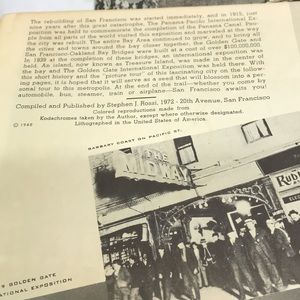 The rebuilding of San Francisco was started immediately, and in 1915, just
nine years after this great catastrophe, The Panama-Pacific International Ex-
position was held to commemorate the completion of the Panama Canal. Peo-
ple from all parts of the world visited this exposition and marveled at the way
the city was rebuilt. The entire Bay Area continued to grow, and to berry all
the cities and towns around the bay closer together, the Golden Gate and
San Francisco-Oakland Bay Bridges were built at a cost of over $100,000,000.
In 1939 at the completion of these bridges, an international exposition was
held. An island, now known as Treasure Island, was made in the center of
the bay and The Golden Gate International Exposition was held there. With
this short history and the "picture tour" of this fascinating city on the follow-
ing pages, it is hoped that it will serve as a seed that will blossom into a per-
sonal tour to this metropolis. At the end of the trail—whether you come by
automobile, bus, steamer, train or airplane—San Francisco awaits you!
Compiled and Published by Stephen J. Rossi, 1972 - 20th Avenue, San Francisco
Colored reproductions made from
Kodachromes taken by the Author, except where otherwise designated.
Lithographed in the United States of America.
© 1948
BARBARY COAST ON PACIFIC ST.
THE
MIDWAY
GOLDEN GATE
NATIONAL EXPOSITION